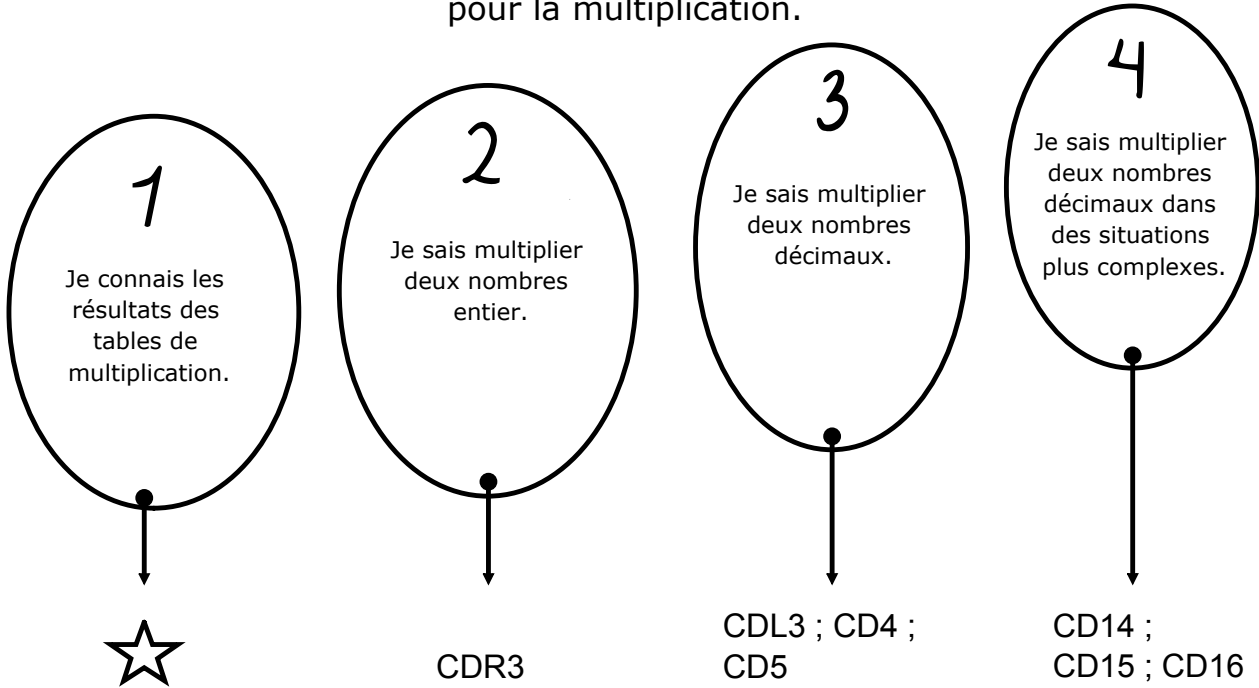 pour la multiplication.
1
Je connais les
résultats des
tables de
multiplication.
2
Je sais multiplier
deux nombres
entier.
CDR3
3
Je sais multiplier
deux nombres
décimaux.
CDL3 ; CD4 ;
CD5
4
Je sais multiplier
deux nombres
décimaux dans
des situations
plus complexes.
CD14 ;
CD15 ; CD16